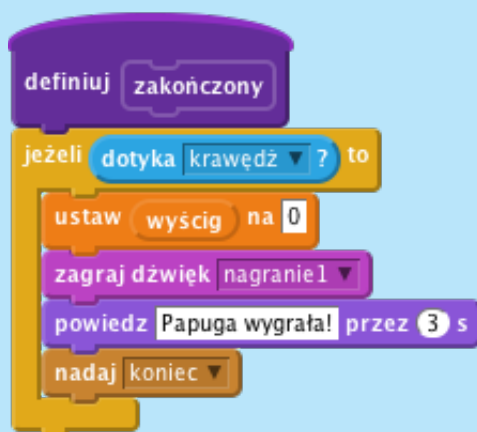 definiuj zakończony
jeżeli dotyka krawędź ? to
ustaw wyścig na 0
zagraj dźwięk nagranie1
powiedz Papuga wygrała! przez 3 s
nadaj koniec